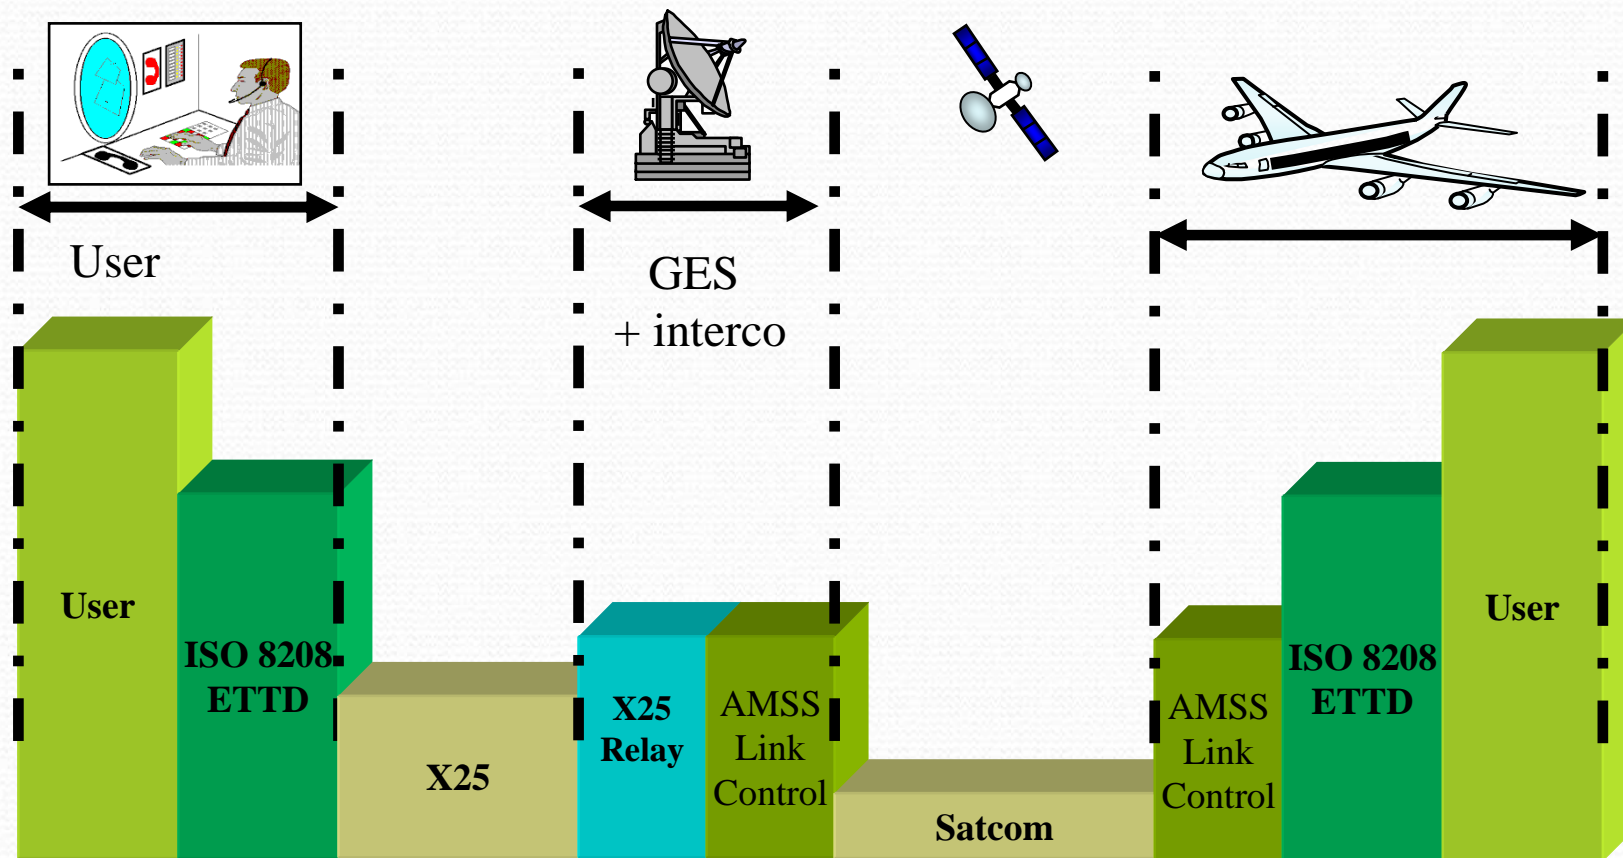 User
GES
+ interco
User
ISO 8208
ETTD
X25
X25
Relay
AMSS
Link
Control
Satcom
AMSS
Link
Control
ISO 8208
ETTD
User